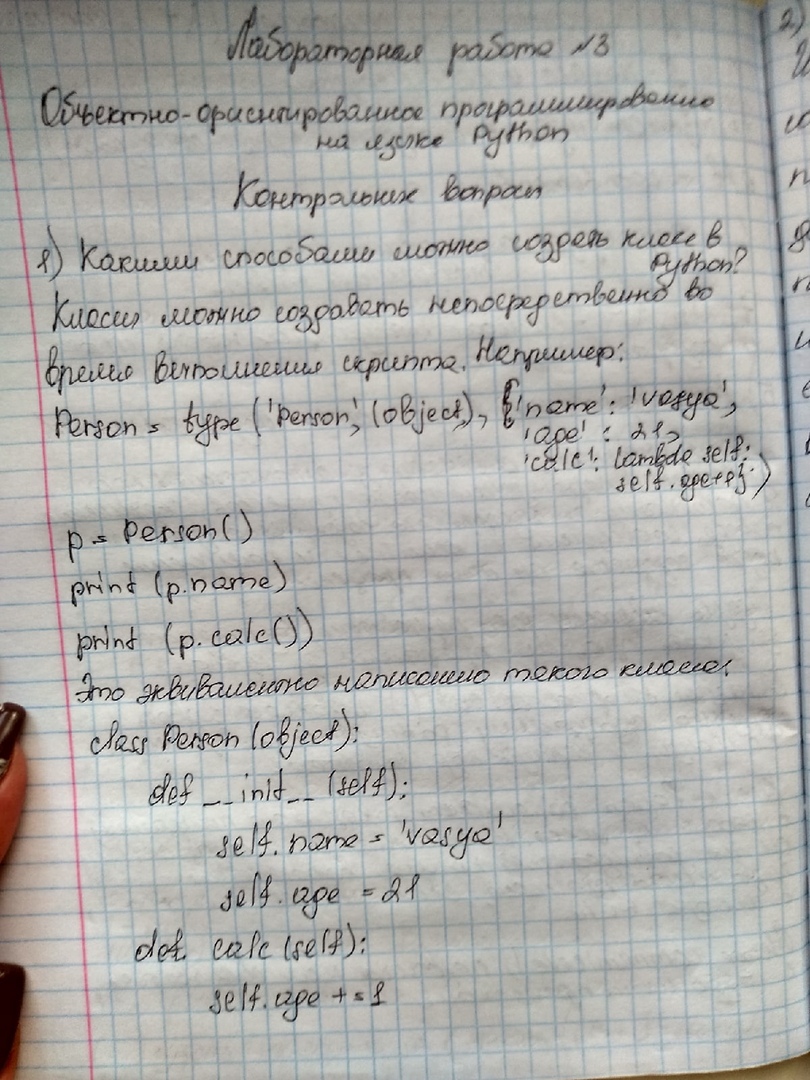 Лабораторная работа №3
Объектно-ориентированное программирование
на языке Python
Контрольные вопросы
1) Какими способами можно создать класс в
Python?
Классы можно создавать непосредственно во
время выполнения скрипта. Например:
Person = type ('Person', (object), {'name': 'vasya',
'age' : 21,
'calc': lambda self:
self.age+1})
p = Person()
print (p.name)
print (p.calc())
Это эквивалентно написанию такого класса:
class Person (object):
def __init__ (self):
self.name = 'vasya'
self.age = 21
def calc (self):
self.age += 1
2)